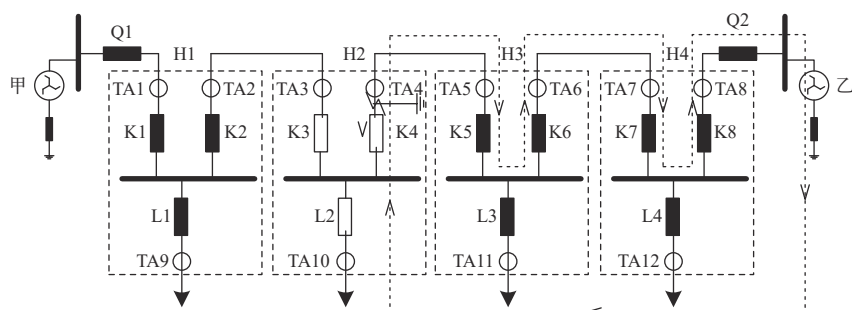 Q1 Q2
H1 H2 H3 H4
甲 TA1 TA2 TA3 TA4 TA5 TA6 TA7 TA8 乙
K1 K2 K3 K4 K5 K6 K7 K8
L1 L2 L3 L4
TA9 TA10 TA11 TA12